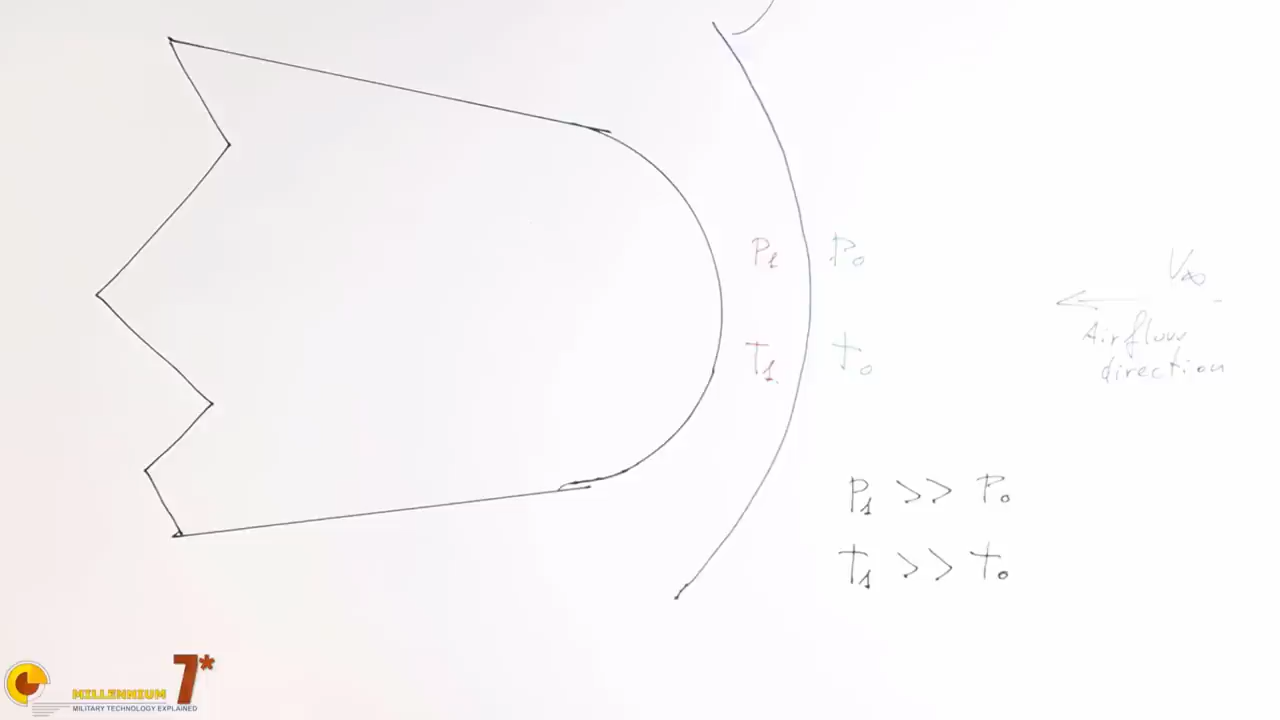 P₁ P₀
V∞
T₁ T₀
Airflow
direction
P₁ >> P₀
T₁ >> T₀
7*
MILLENNIUM
MILITARY TECHNOLOGY EXPLAINED